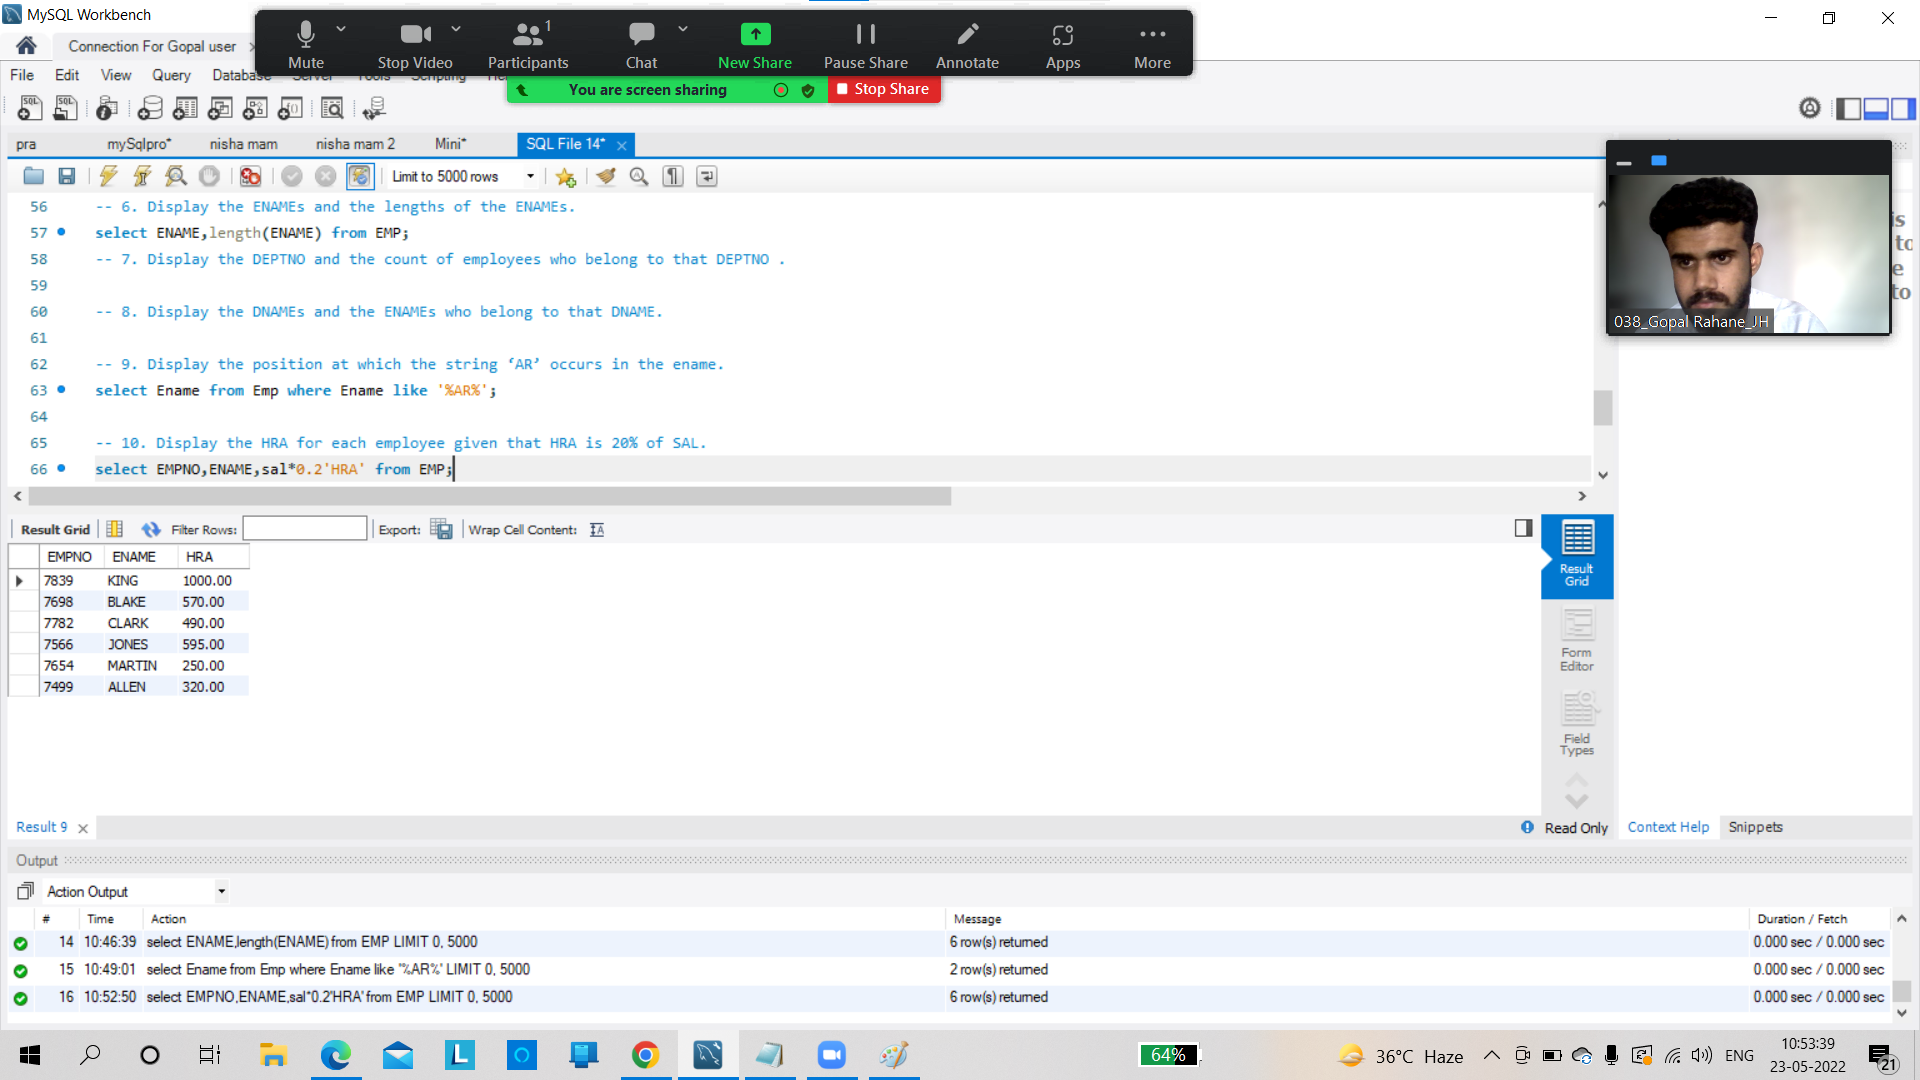 MySQL Workbench
Connection For Gopal user
Mute
Stop Video
Participants
1
Chat
New Share
Pause Share
Annotate
Apps
More
File Edit View Query Database Server Tools Scripting
You are screen sharing
Stop Share
pra
mySqlpro*
nisha mam
nisha mam 2
Mini*
SQL File 14*
Limit to 5000 rows
56 -- 6. Display the ENAMEs and the lengths of the ENAMEs.
57 select ENAME,length(ENAME) from EMP;
58 -- 7. Display the DEPTNO and the count of employees who belong to that DEPTNO .
59
60 -- 8. Display the DNAMEs and the ENAMEs who belong to that DNAME.
61
62 -- 9. Display the position at which the string ‘AR’ occurs in the ename.
63 select Ename from Emp where Ename like '%AR%';
64
65 -- 10. Display the HRA for each employee given that HRA is 20% of SAL.
66 select EMPNO,ENAME,sal*0.2'HRA' from EMP;
038_Gopal Rahane_JH
is
to
e
to
Result Grid
Filter Rows:
Export:
Wrap Cell Content:
EMPNO ENAME HRA
7839 KING 1000.00
7698 BLAKE 570.00
7782 CLARK 490.00
7566 JONES 595.00
7654 MARTIN 250.00
7499 ALLEN 320.00
Result
Grid
Form
Editor
Field
Types
Result 9
Read Only
Context Help
Snippets
Output
Action Output
# Time Action Message Duration / Fetch
14 10:46:39 select ENAME,length(ENAME) from EMP LIMIT 0, 5000 6 row(s) returned 0.000 sec / 0.000 sec
15 10:49:01 select Ename from Emp where Ename like '%AR%' LIMIT 0, 5000 2 row(s) returned 0.000 sec / 0.000 sec
16 10:52:50 select EMPNO,ENAME,sal*0.2'HRA' from EMP LIMIT 0, 5000 6 row(s) returned 0.000 sec / 0.000 sec
64%
36°C Haze
ENG
10:53:39
23-05-2022
21